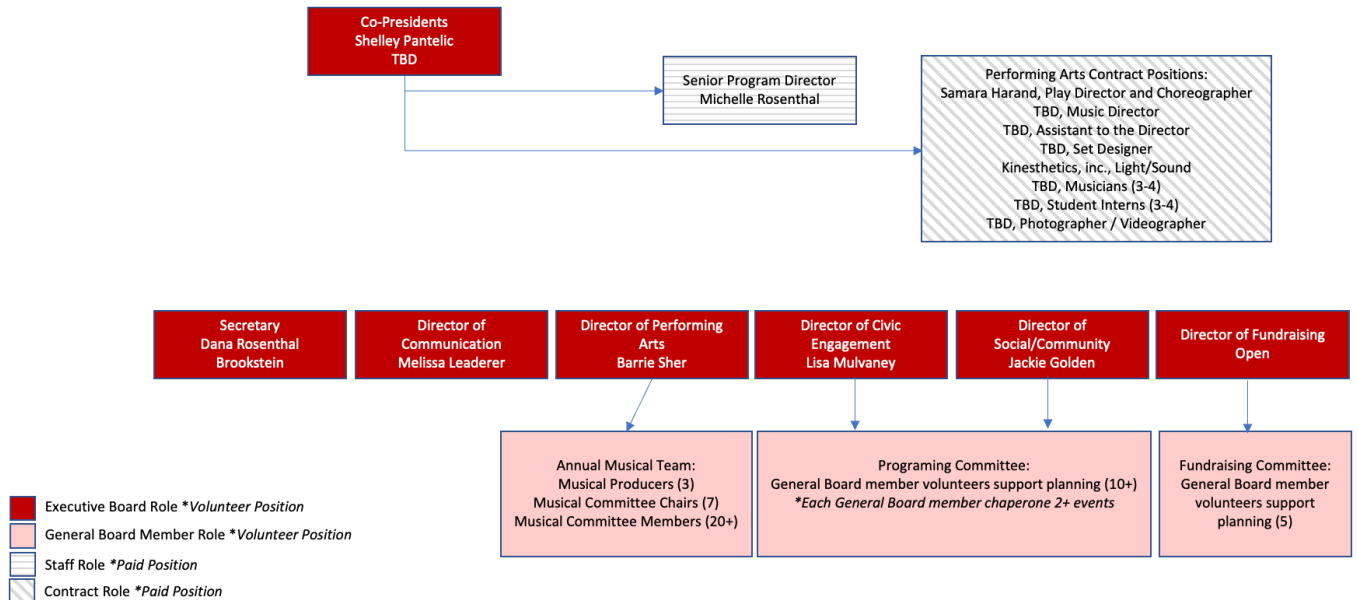 Co-Presidents
Shelley Pantelic
TBD
Senior Program Director
Michelle Rosenthal
Performing Arts Contract Positions:
Samara Harand, Play Director and Choreographer
TBD, Music Director
TBD, Assistant to the Director
TBD, Set Designer
Kinesthetics, inc., Light/Sound
TBD, Musicians (3-4)
TBD, Student Interns (3-4)
TBD, Photographer / Videographer
Secretary
Dana Rosenthal
Brookstein
Director of
Communication
Melissa Leaderer
Director of Performing
Arts
Barrie Sher
Director of Civic
Engagement
Lisa Mulvaney
Director of
Social/Community
Jackie Golden
Director of Fundraising
Open
Annual Musical Team:
Musical Producers (3)
Musical Committee Chairs (7)
Musical Committee Members (20+)
Programing Committee:
General Board member volunteers support planning (10+)
*Each General Board member chaperone 2+ events
Fundraising Committee:
General Board member
volunteers support
planning (5)
Executive Board Role *Volunteer Position
General Board Member Role *Volunteer Position
Staff Role *Paid Position
Contract Role *Paid Position